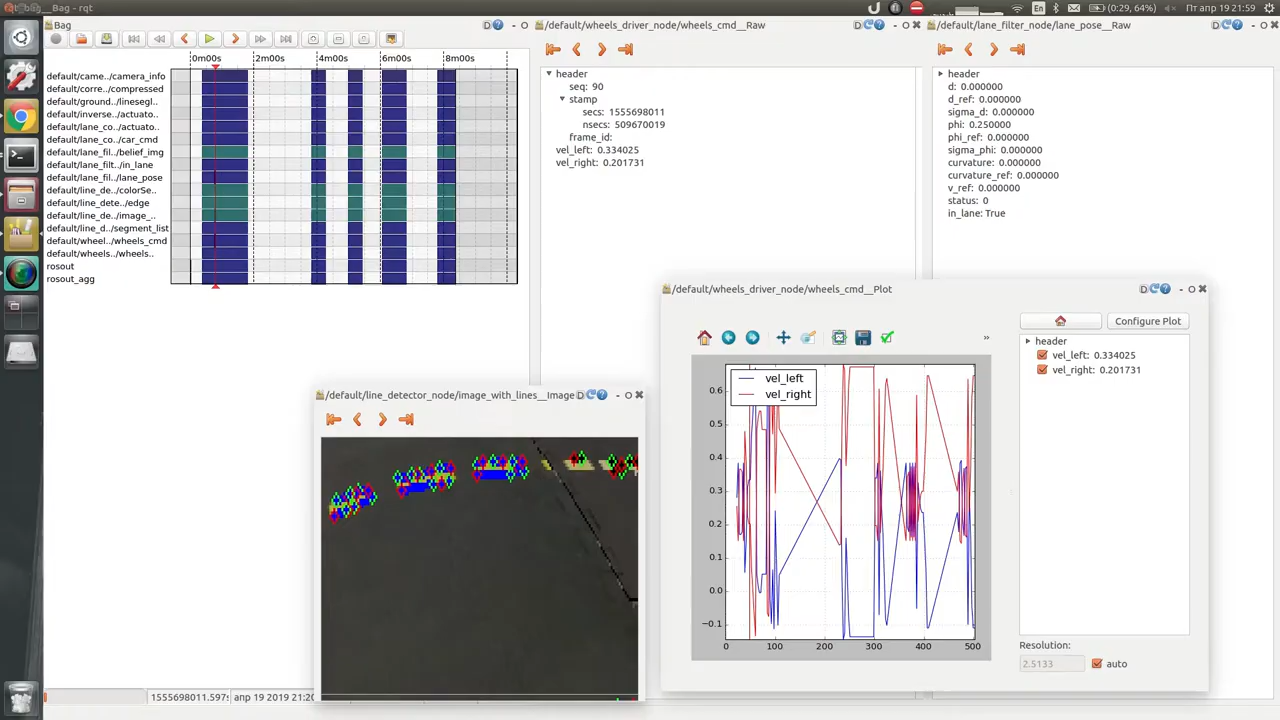 Bag - rqt
En
(0:29, 64%)
Птн апр 19 21:59
Bag
D
- O
0m00s
2m00s
4m00s
6m00s
8m00s
default/came../camera_info
default/corre../compressed
default/ground../linesegl..
default/inverse../actuato..
default/lane_co../actuato..
default/lane_co../car_cmd
default/lane_fil../belief_img
default/lane_filt../in_lane
default/lane_fil../lane_pose
default/line_de../colorSe..
default/line_dete../edge
default/line_de../image_..
default/line_d../segment_list
default/wheel../wheels_cmd
default/wheels../wheels..
rosout
rosout_agg
1555698011.597s
апр 19 2019 21:20
/default/wheels_driver_node/wheels_cmd__Raw
header
seq: 90
stamp
secs: 1555698011
nsecs: 509670019
frame_id:
vel_left: 0.334025
vel_right: 0.201731
/default/lane_filter_node/lane_pose__Raw
header
d: 0.000000
d_ref: 0.000000
sigma_d: 0.000000
phi: 0.250000
phi_ref: 0.000000
sigma_phi: 0.000000
curvature: 0.000000
curvature_ref: 0.000000
v_ref: 0.000000
status: 0
in_lane: True
/default/line_detector_node/image_with_lines__Image
/default/wheels_driver_node/wheels_cmd__Plot
»
Configure Plot
header
vel_left: 0.334025
vel_right: 0.201731
vel_left
vel_right
0.6
0.5
0.4
0.3
0.2
0.1
0.0
−0.1
0
100
200
300
400
500
Resolution:
2.5133
auto